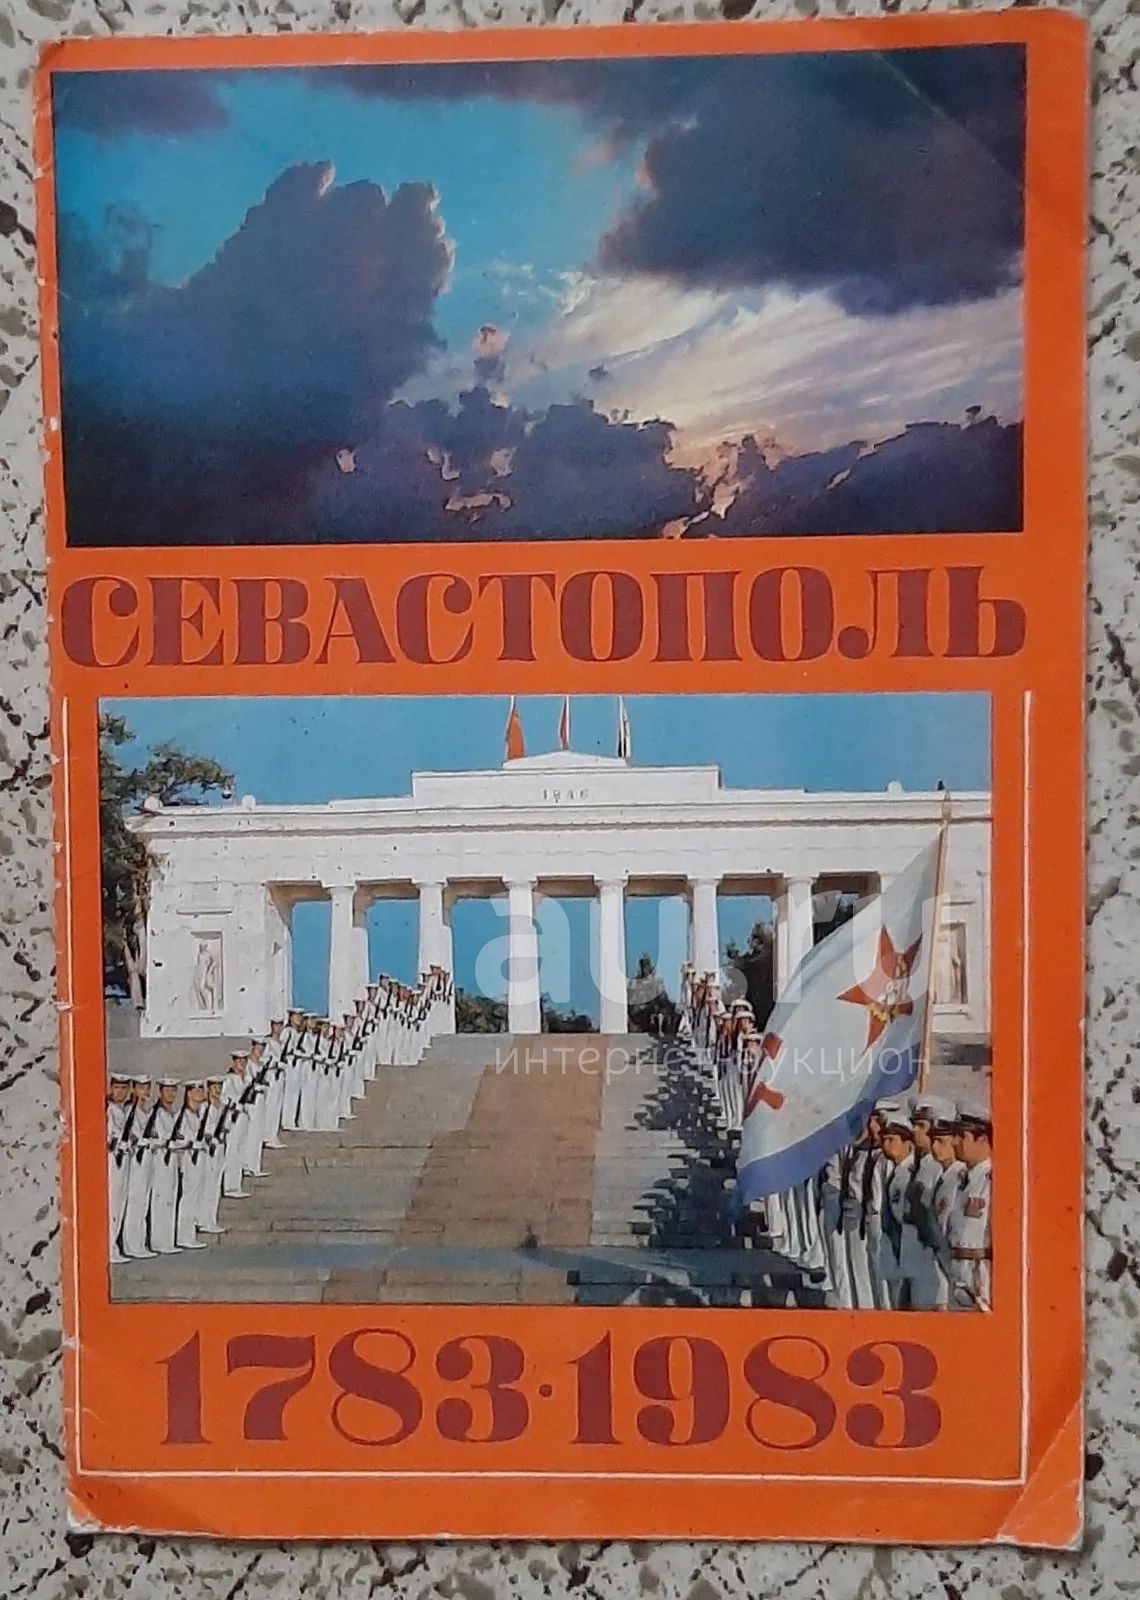 СЕВАСТОПОЛЬ
1846
au.ru
интернет аукцион
1783·1983